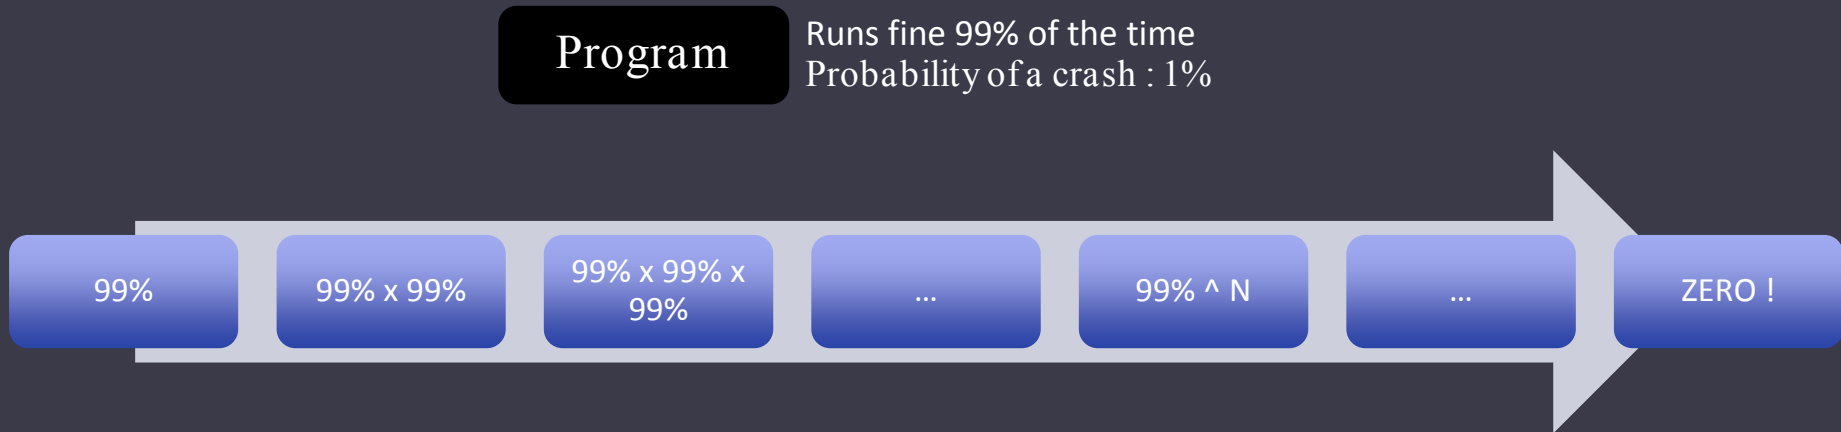 Program
Runs fine 99% of the time
Probability of a crash : 1%
99%
99% x 99%
99% x 99% x
99%
...
99% ^ N
...
ZERO !